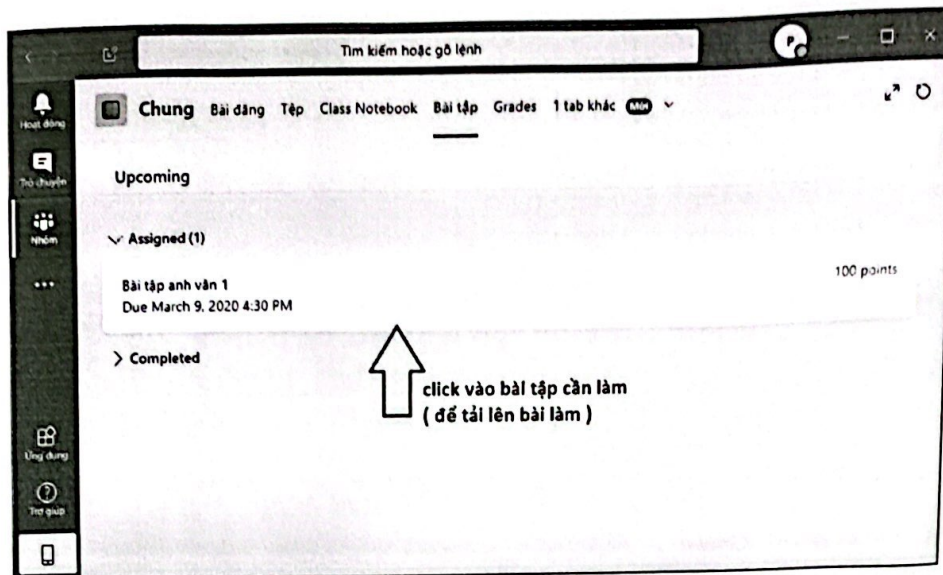 Tìm kiếm hoặc gõ lệnh
P
Hoạt động
Chung Bài đăng Tệp Class Notebook Bài tập Grades 1 tab khác Mới
Trò chuyện
Upcoming
Nhóm
Assigned (1)
Bài tập anh văn 1
100 points
Due March 9, 2020 4:30 PM
Completed
click vào bài tập cần làm
( để tải lên bài làm )
Ứng dụng
Trợ giúp